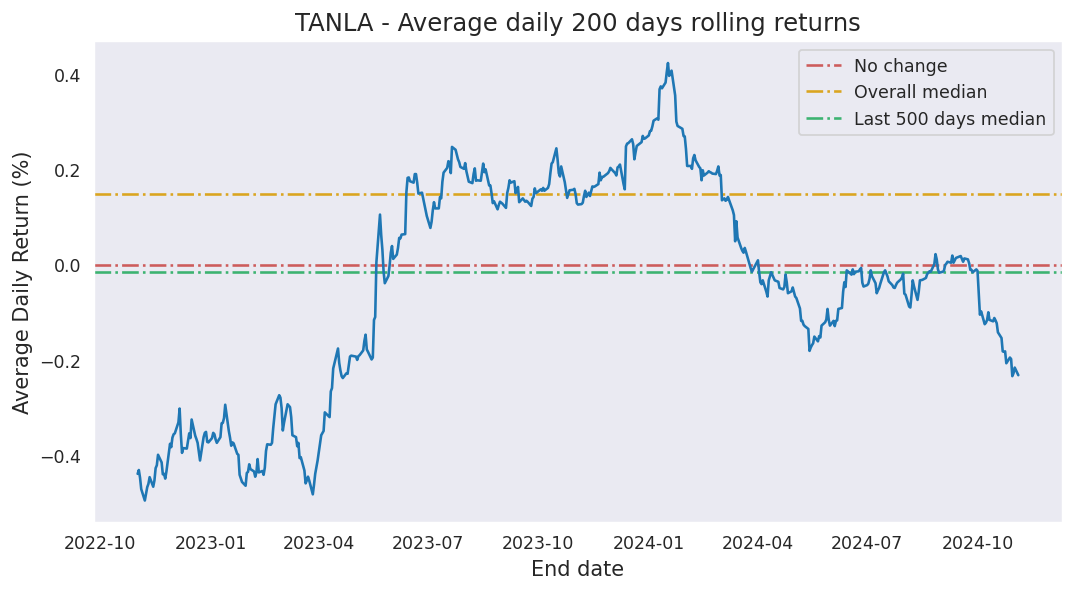 TANLA - Average daily 200 days rolling returns
No change
Overall median
Last 500 days median
Average Daily Return (%)
0.4
0.2
0.0
−0.2
−0.4
2022-10 2023-01 2023-04 2023-07 2023-10 2024-01 2024-04 2024-07 2024-10
End date